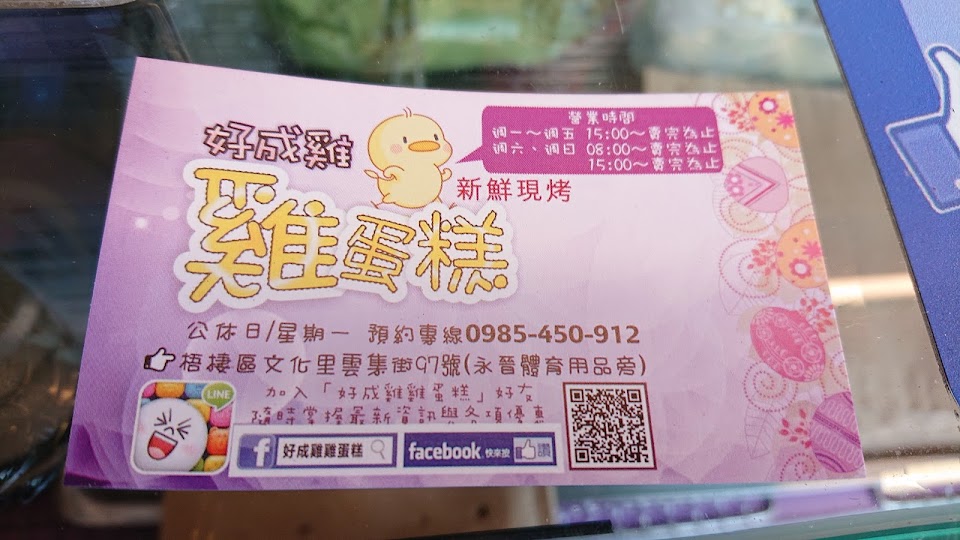 好成雞
雞蛋糕
新鮮現烤
營業時間
週一～週五 15:00～賣完為止
週六、週日 08:00～賣完為止
15:00～賣完為止
公休日/星期一 預約專線0985-450-912
梧棲區文化里雲集街97號(永晉體育用品旁)
加入「好成雞雞蛋糕」好友
隨時掌握最新資訊與各項優惠
LINE
f 好成雞雞蛋糕
facebook 快來按 讚